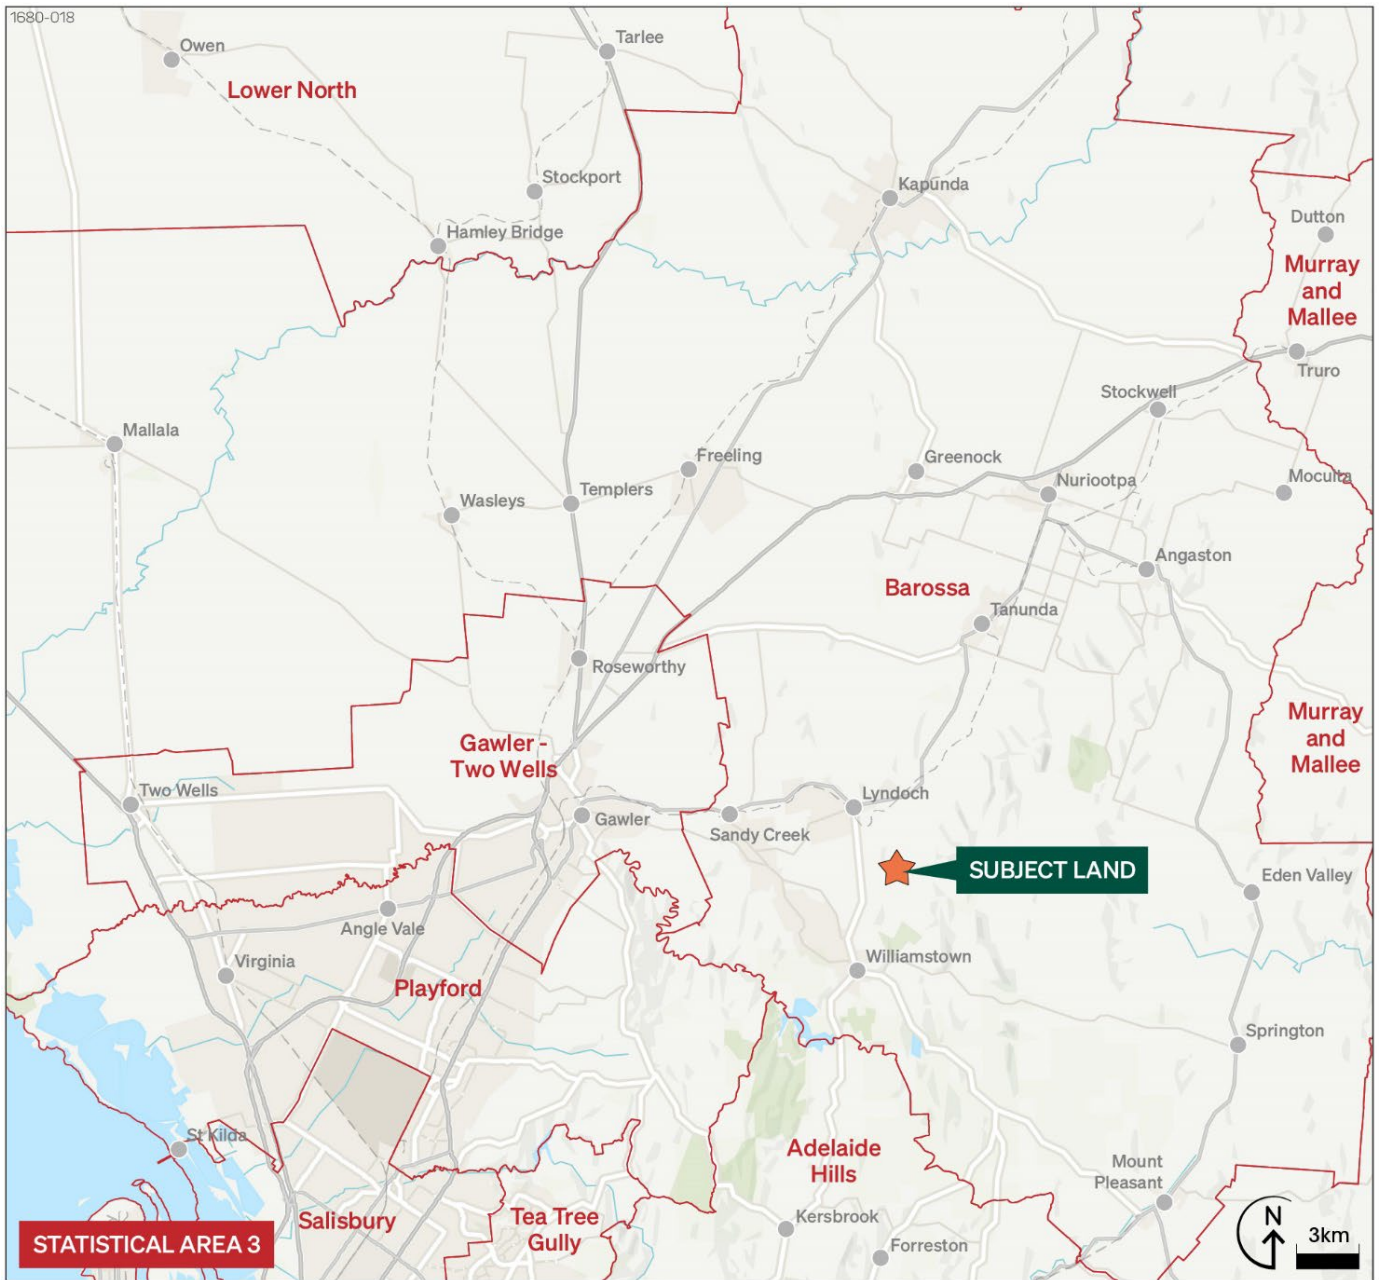 1680-018
Owen
Tarlee
Lower North
Stockport
Kapunda
Hamley Bridge
Dutton
Murray
and
Mallee
Truro
Stockwell
Mallala
Freeling
Greenock
Nuriootpa
Moculta
Wasleys
Templers
Angaston
Barossa
Tanunda
Roseworthy
Gawler -
Two Wells
Murray
and
Mallee
Two Wells
Lyndoch
Gawler
Sandy Creek
SUBJECT LAND
Eden Valley
Angle Vale
Virginia
Williamstown
Playford
Springton
St Kilda
Adelaide
Hills
Mount
Pleasant
Salisbury
Tea Tree
Gully
Kersbrook
Forreston
N
3km
STATISTICAL AREA 3